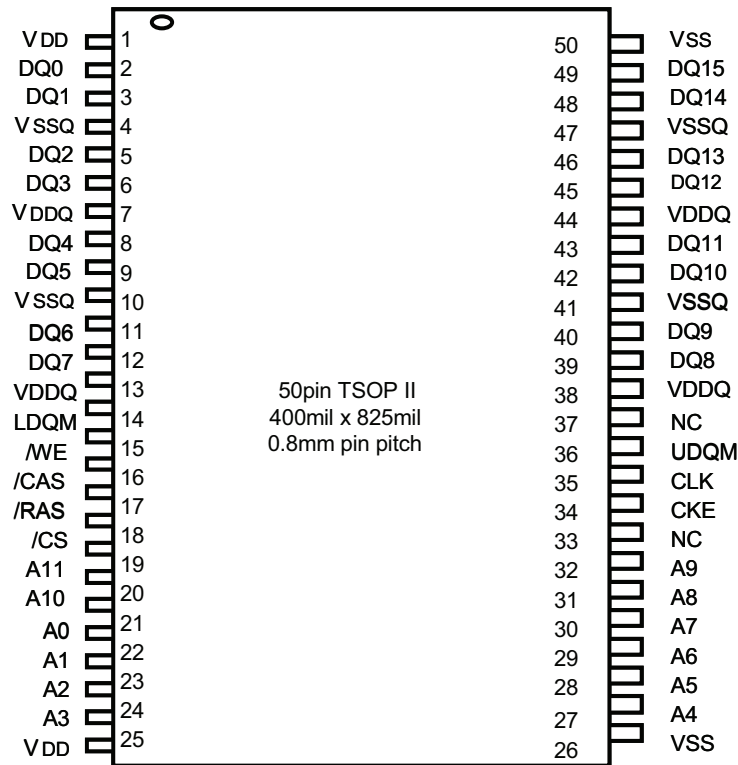 VDD 1 50 VSS
DQ0 2 49 DQ15
DQ1 3 48 DQ14
VSSQ 4 47 VSSQ
DQ2 5 46 DQ13
DQ3 6 45 DQ12
VDDQ 7 44 VDDQ
DQ4 8 43 DQ11
DQ5 9 42 DQ10
VSSQ 10 41 VSSQ
DQ6 11 40 DQ9
DQ7 12 39 DQ8
VDDQ 13 50pin TSOP II 38 VDDQ
LDQM 14 400mil x 825mil 37 NC
/WE 15 0.8mm pin pitch 36 UDQM
/CAS 16 35 CLK
/RAS 17 34 CKE
/CS 18 33 NC
A11 19 32 A9
A10 20 31 A8
A0 21 30 A7
A1 22 29 A6
A2 23 28 A5
A3 24 27 A4
VDD 25 26 VSS